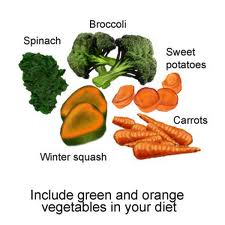 Broccoli
Spinach
Sweet
potatoes
Carrots
Winter squash
Include green and orange
vegetables in your diet